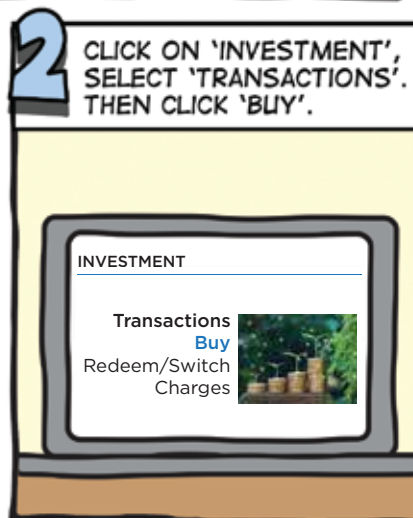 2
CLICK ON ‘INVESTMENT’,
SELECT ‘TRANSACTIONS’.
THEN CLICK ‘BUY’.
INVESTMENT
Transactions
Buy
Redeem/Switch
Charges